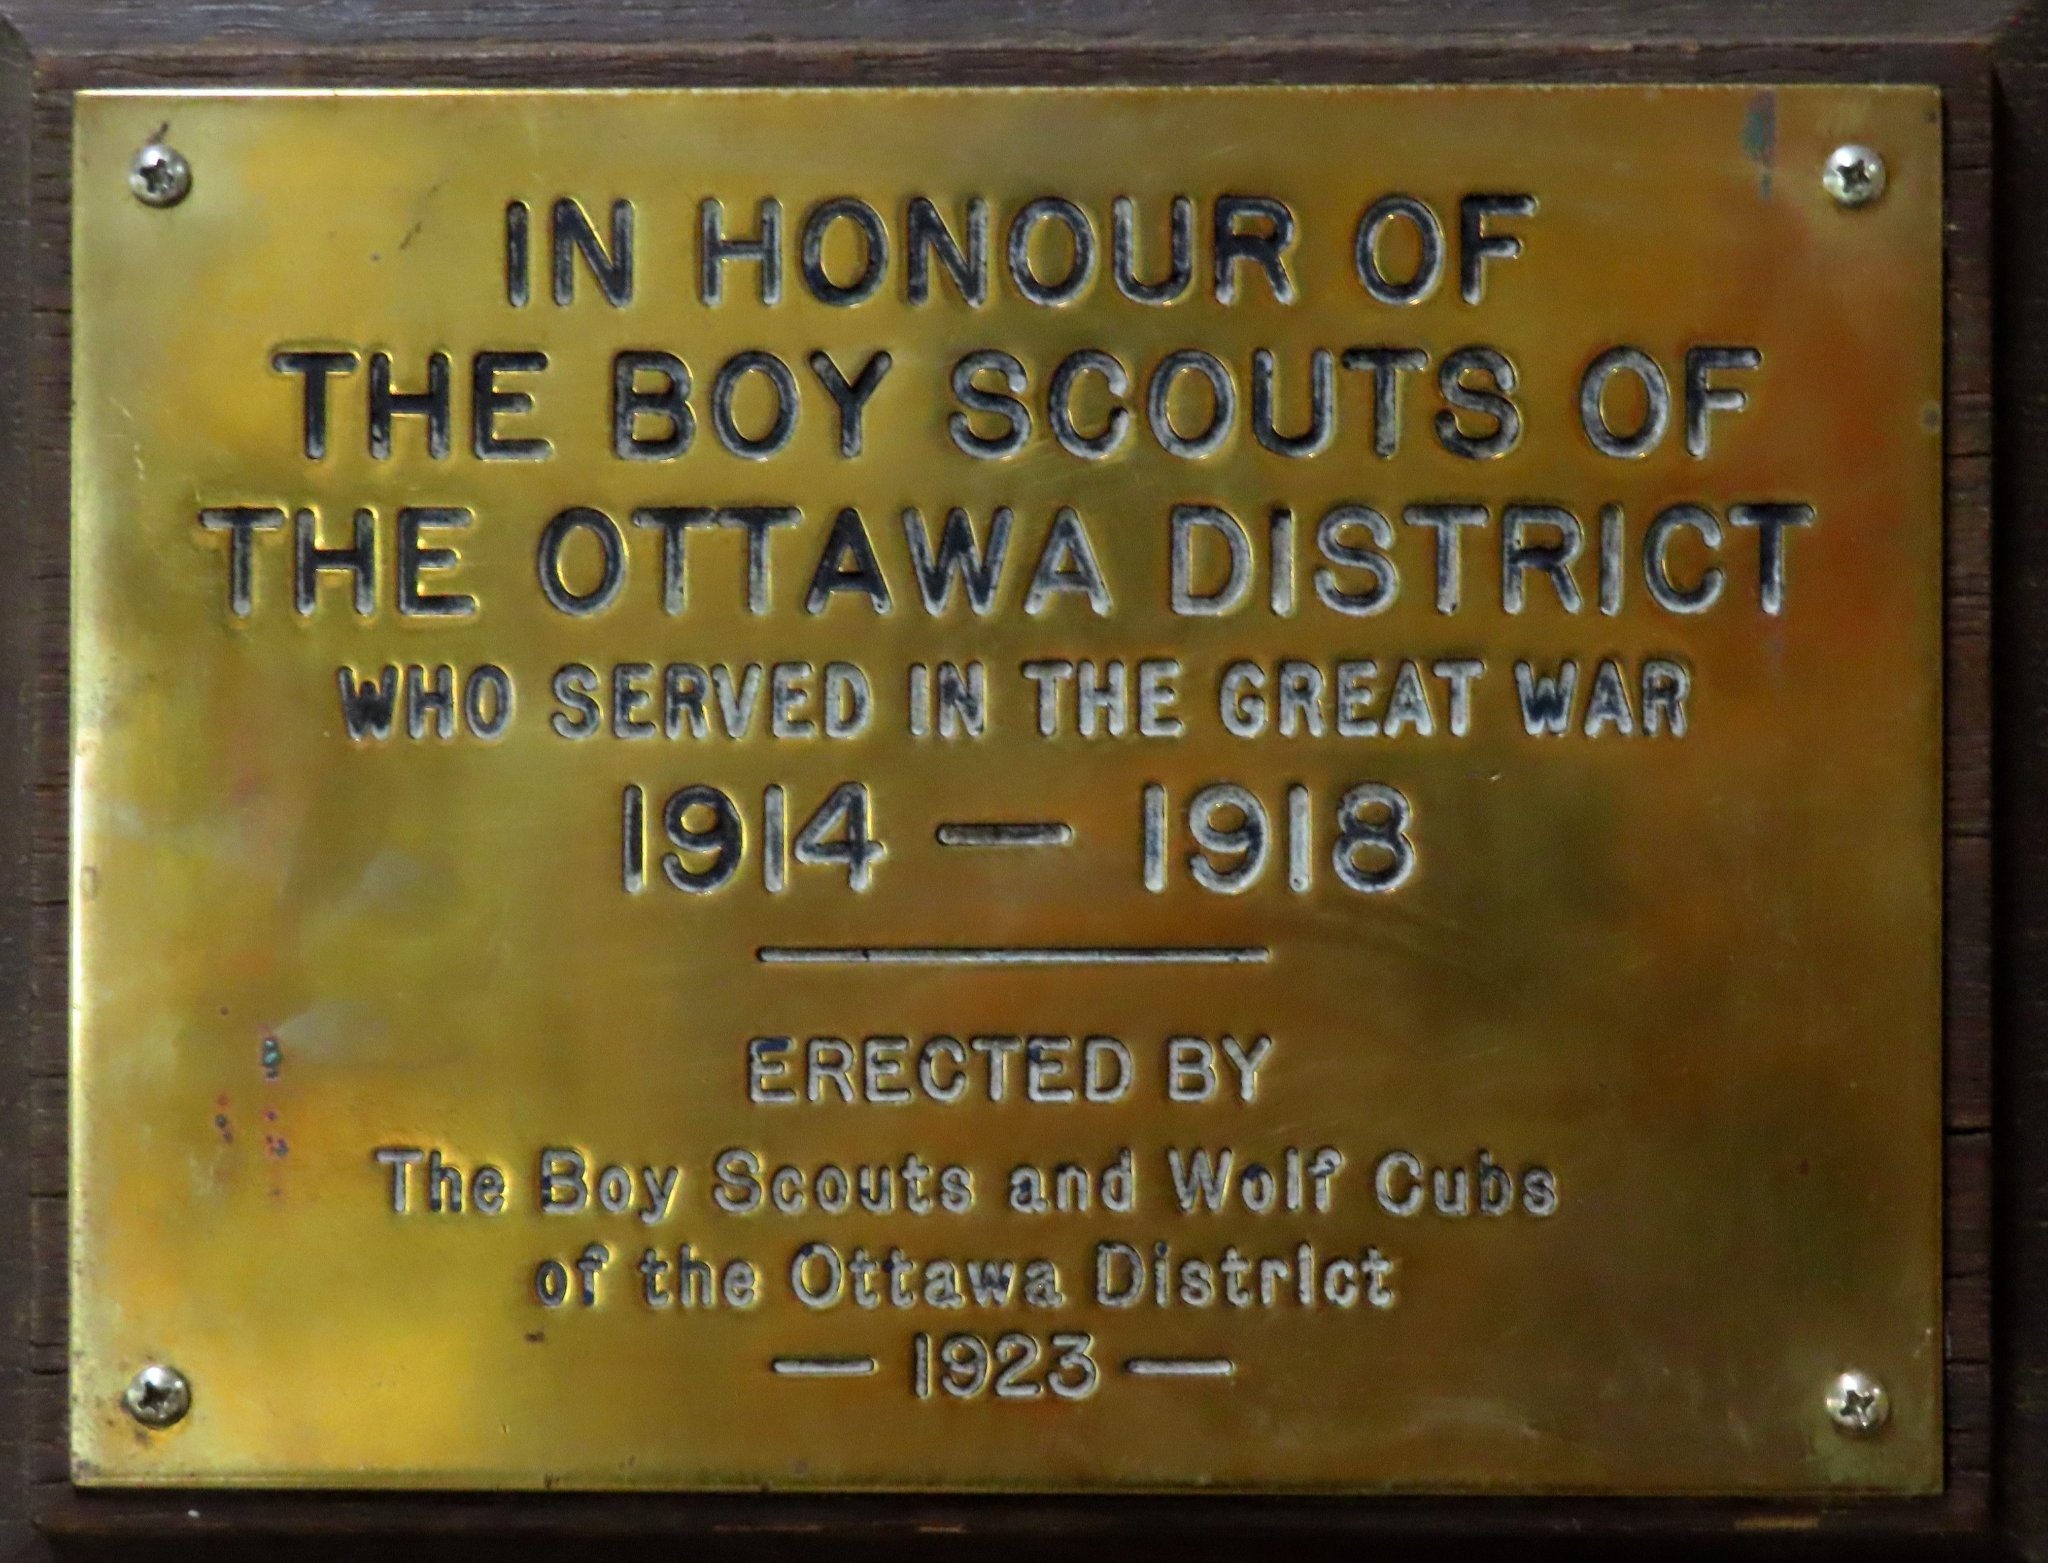 IN HONOUR OF
THE BOY SCOUTS OF
THE OTTAWA DISTRICT
WHO SERVED IN THE GREAT WAR
1914 — 1918
ERECTED BY
The Boy Scouts and Wolf Cubs
of the Ottawa District
— 1923 —